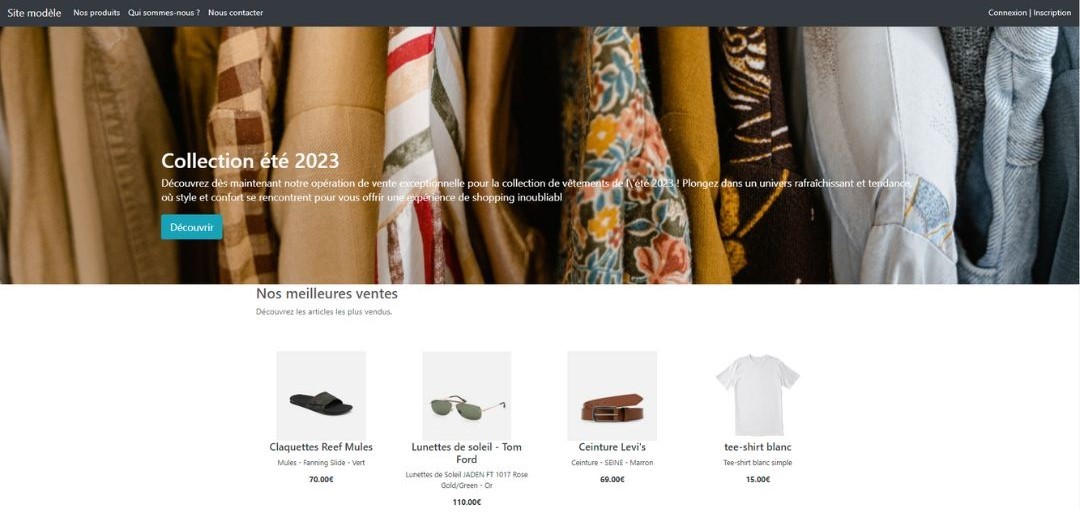 Site modèle Nos produits Qui sommes-nous ? Nous contacter Connexion | Inscription
Collection été 2023
Découvrez dès maintenant notre opération de vente exceptionnelle pour la collection de vêtements de l\'été 2023 ! Plongez dans un univers rafraîchissant et tendance,
où style et confort se rencontrent pour vous offrir une expérience de shopping inoubliabl
Découvrir
Nos meilleures ventes
Découvrez les articles les plus vendus.
Claquettes Reef Mules
Mules - Fanning Slide - Vert
70.00€
Lunettes de soleil - Tom
Ford
Lunettes de Soleil JADEN FT 1017 Rose
Gold/Green - Or
110.00€
Ceinture Levi's
Ceinture - SEINE - Marron
69.00€
tee-shirt blanc
Tee-shirt blanc simple
15.00€